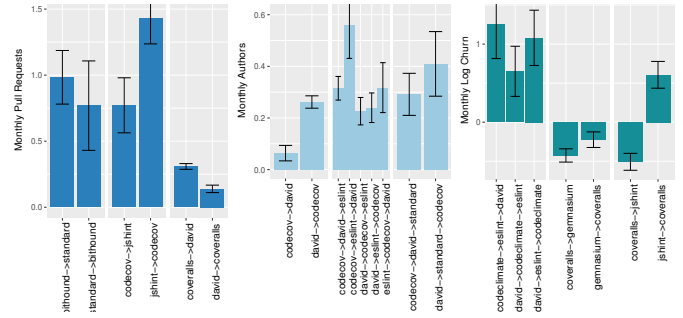 Monthly Pull Requests
1.5
1.0
0.5
0.0
bithound->standard
standard->bithound
codecov->jshint
jshint->codecov
coveralls->david
david->coveralls
Monthly Authors
0.6
0.4
0.2
0.0
codecov->david
david->codecov
codecov->david->eslint
codecov->eslint->david
david->codecov->eslint
david->eslint->codecov
eslint->codecov->david
codecov->david->standard
david->standard->codecov
Monthly Log Churn
1
0
codeclimate->eslint->david
david->codeclimate->eslint
david->eslint->codeclimate
coveralls->gemnasium
gemnasium->coveralls
coveralls->jshint
jshint->coveralls